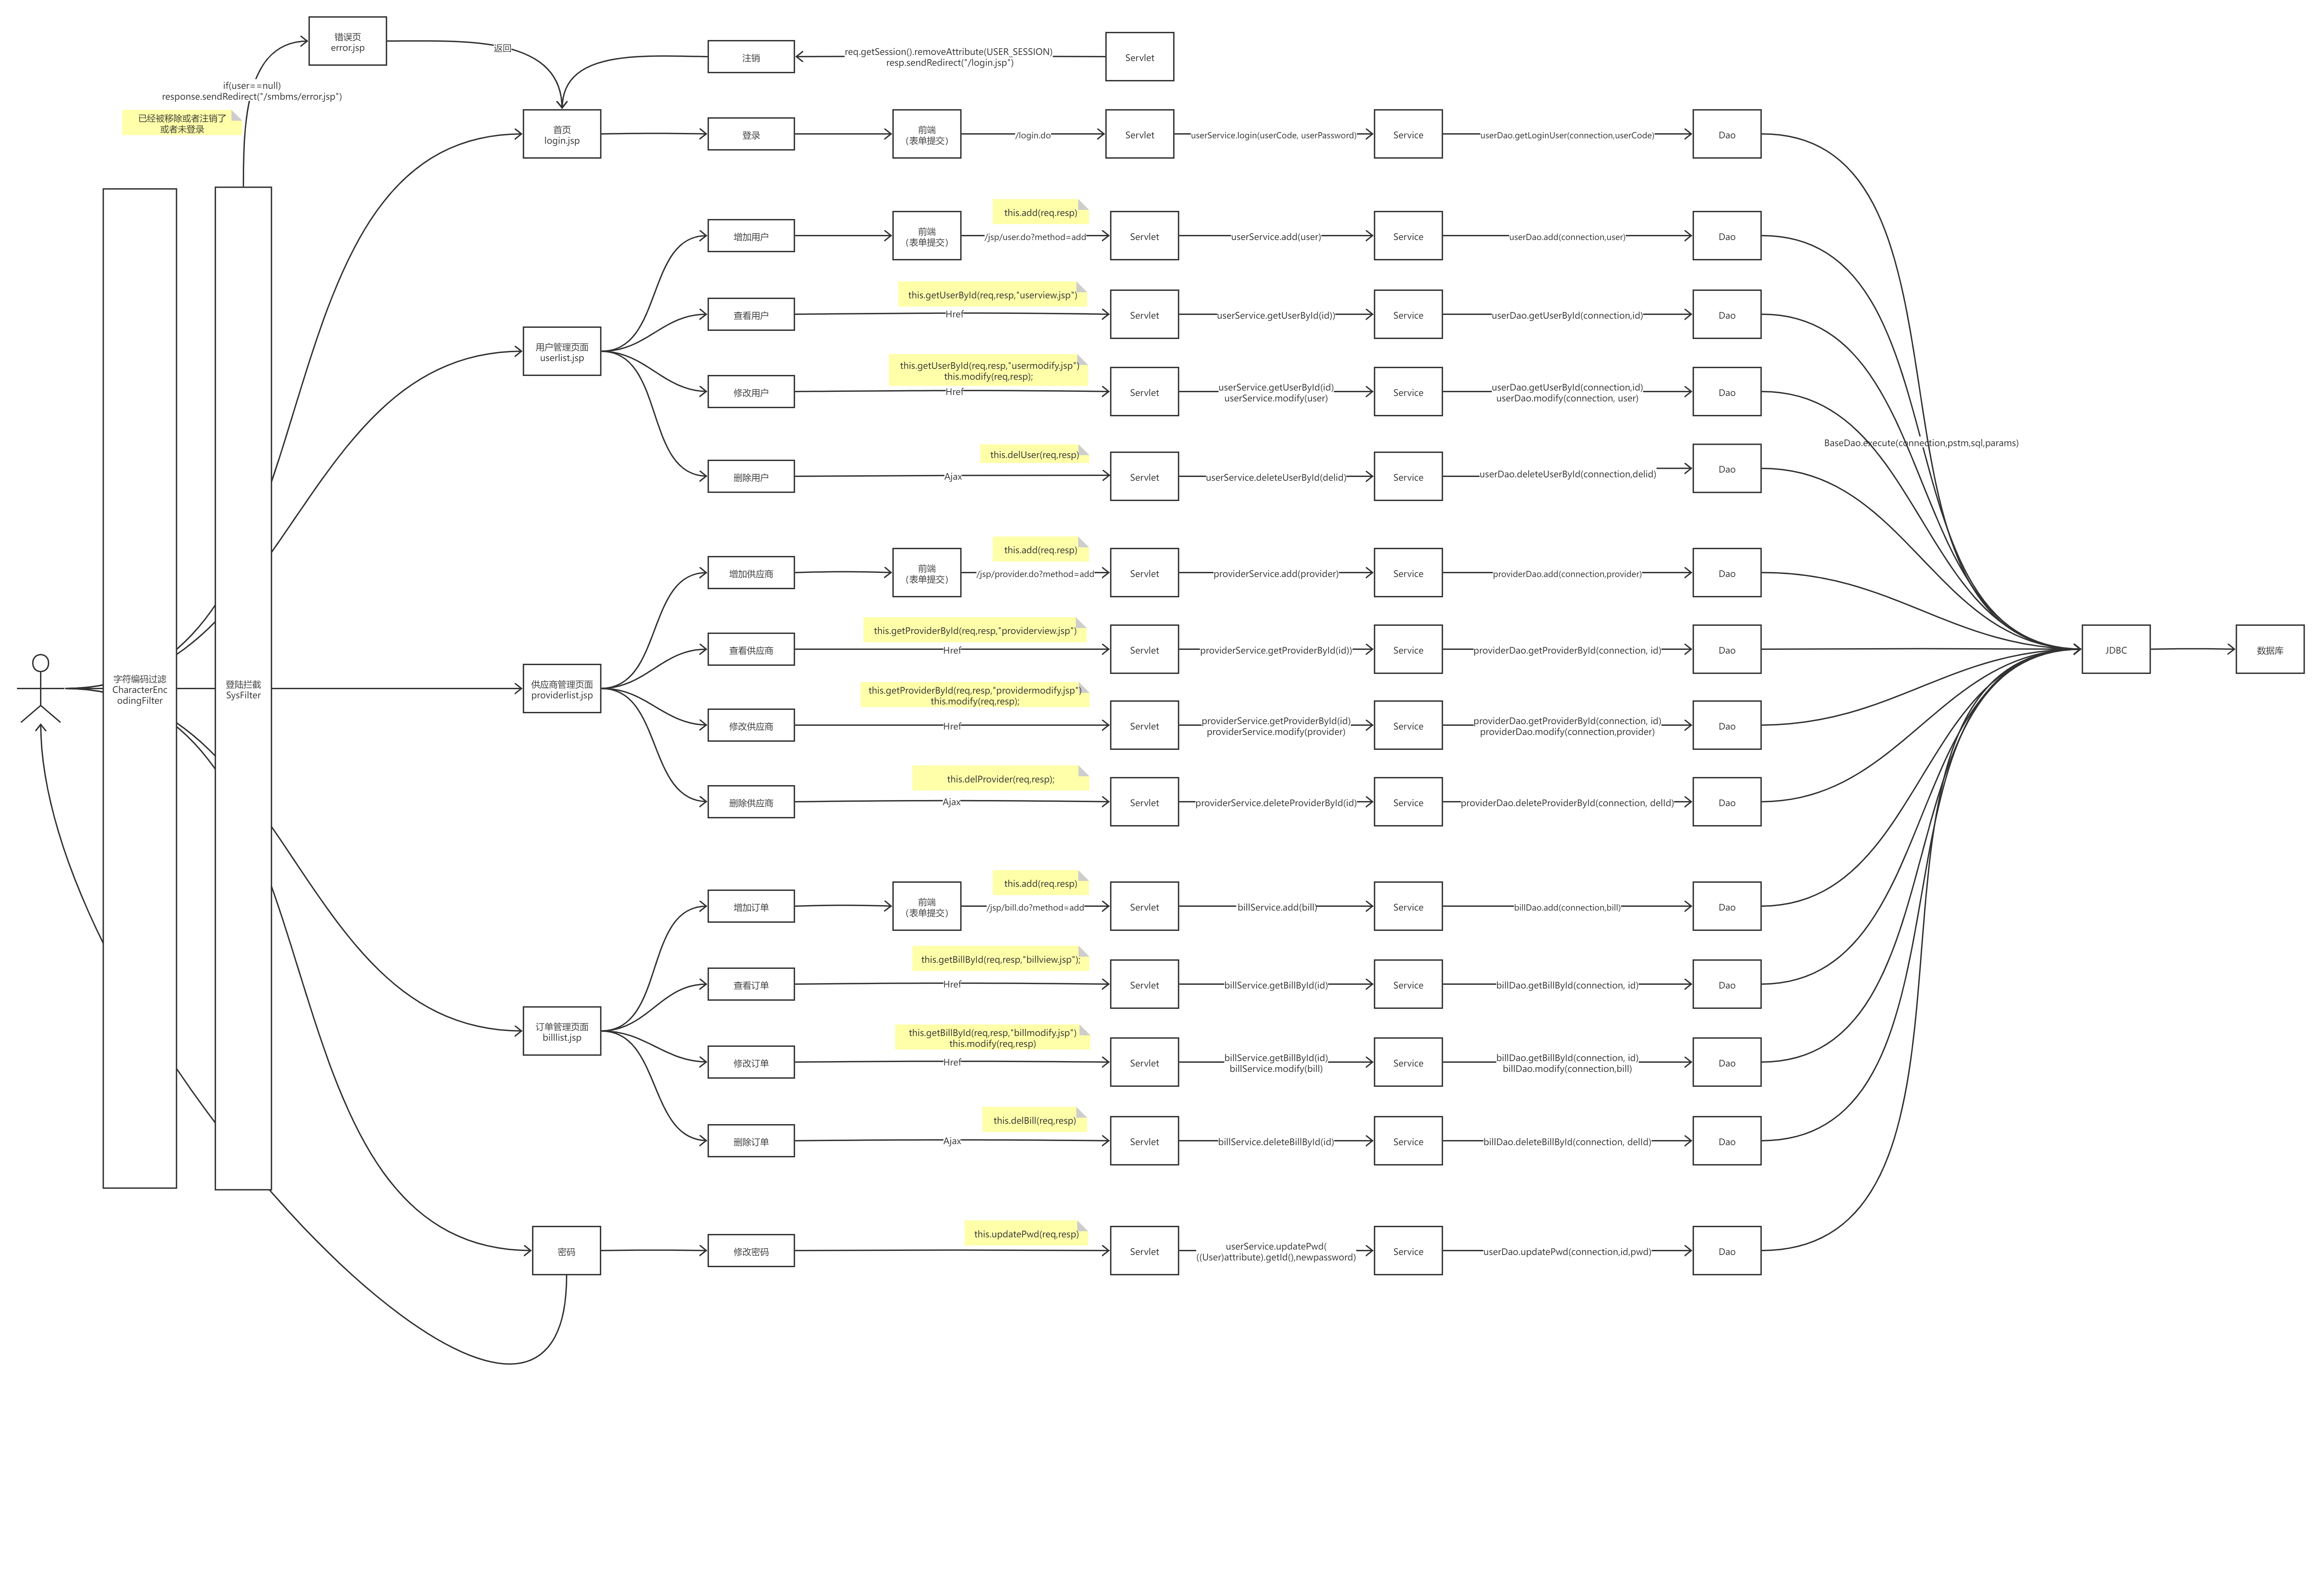 错误页
error.jsp
返回
注销
req.getSession().removeAttribute(USER_SESSION)
resp.sendRedirect("/login.jsp")
Servlet
if(user==null)
response.sendRedirect("/smbms/error.jsp")
已经被移除或者注销了
或者未登录
首页
login.jsp
登录
前端
(表单提交)
/login.do
Servlet
userService.login(userCode, userPassword)
Service
userDao.getLoginUser(connection,userCode)
Dao
增加用户
前端
(表单提交)
this.add(req.resp)
/jsp/user.do?method=add
Servlet
userService.add(user)
Service
userDao.add(connection,user)
Dao
查看用户
this.getUserById(req,resp,"userview.jsp")
Href
Servlet
userService.getUserById(id))
Service
userDao.getUserById(connection,id)
Dao
用户管理页面
userlist.jsp
修改用户
this.getUserById(req,resp,"usermodify.jsp")
this.modify(req,resp);
Href
Servlet
userService.getUserById(id)
userService.modify(user)
Service
userDao.getUserById(connection,id)
userDao.modify(connection, user)
Dao
BaseDao.execute(connection,pstm,sql,params)
删除用户
this.delUser(req,resp)
Ajax
Servlet
userService.deleteUserById(delid)
Service
userDao.deleteUserById(connection,delid)
Dao
增加供应商
前端
(表单提交)
this.add(req.resp)
/jsp/provider.do?method=add
Servlet
providerService.add(provider)
Service
providerDao.add(connection,provider)
Dao
查看供应商
this.getProviderById(req,resp,"providerview.jsp")
Href
Servlet
providerService.getProviderById(id))
Service
providerDao.getProviderById(connection, id)
Dao
JDBC
数据库
字符编码过滤
CharacterEnc
odingFilter
登陆拦截
SysFilter
供应商管理页面
providerlist.jsp
修改供应商
this.getProviderById(req,resp,"providermodify.jsp")
this.modify(req,resp);
Href
Servlet
providerService.getProviderById(id)
providerService.modify(provider)
Service
providerDao.getProviderById(connection, id)
providerDao.modify(connection,provider)
Dao
删除供应商
this.delProvider(req,resp);
Ajax
Servlet
providerService.deleteProviderById(id)
Service
providerDao.deleteProviderById(connection, delId)
Dao
增加订单
前端
(表单提交)
this.add(req.resp)
/jsp/bill.do?method=add
Servlet
billService.add(bill)
Service
billDao.add(connection,bill)
Dao
查看订单
this.getBillById(req,resp,"billview.jsp");
Href
Servlet
billService.getBillById(id)
Service
billDao.getBillById(connection, id)
Dao
订单管理页面
billlist.jsp
修改订单
this.getBillById(req,resp,"billmodify.jsp")
this.modify(req,resp)
Href
Servlet
billService.getBillById(id)
billService.modify(bill)
Service
billDao.getBillById(connection, id)
billDao.modify(connection,bill)
Dao
删除订单
this.delBill(req,resp)
Ajax
Servlet
billService.deleteBillById(id)
Service
billDao.deleteBillById(connection, delId)
Dao
密码
修改密码
this.updatePwd(req,resp)
Servlet
userService.updatePwd(
((User)attribute).getId(),newpassword)
Service
userDao.updatePwd(connection,id,pwd)
Dao